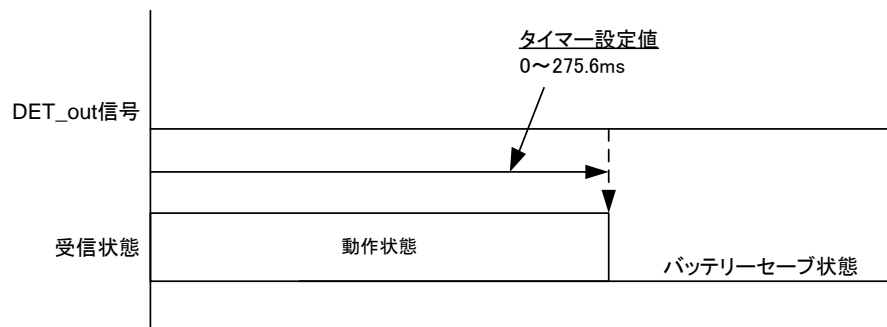 タイマー設定値
0～275.6ms
DET_out信号
受信状態
動作状態
バッテリーセーブ状態